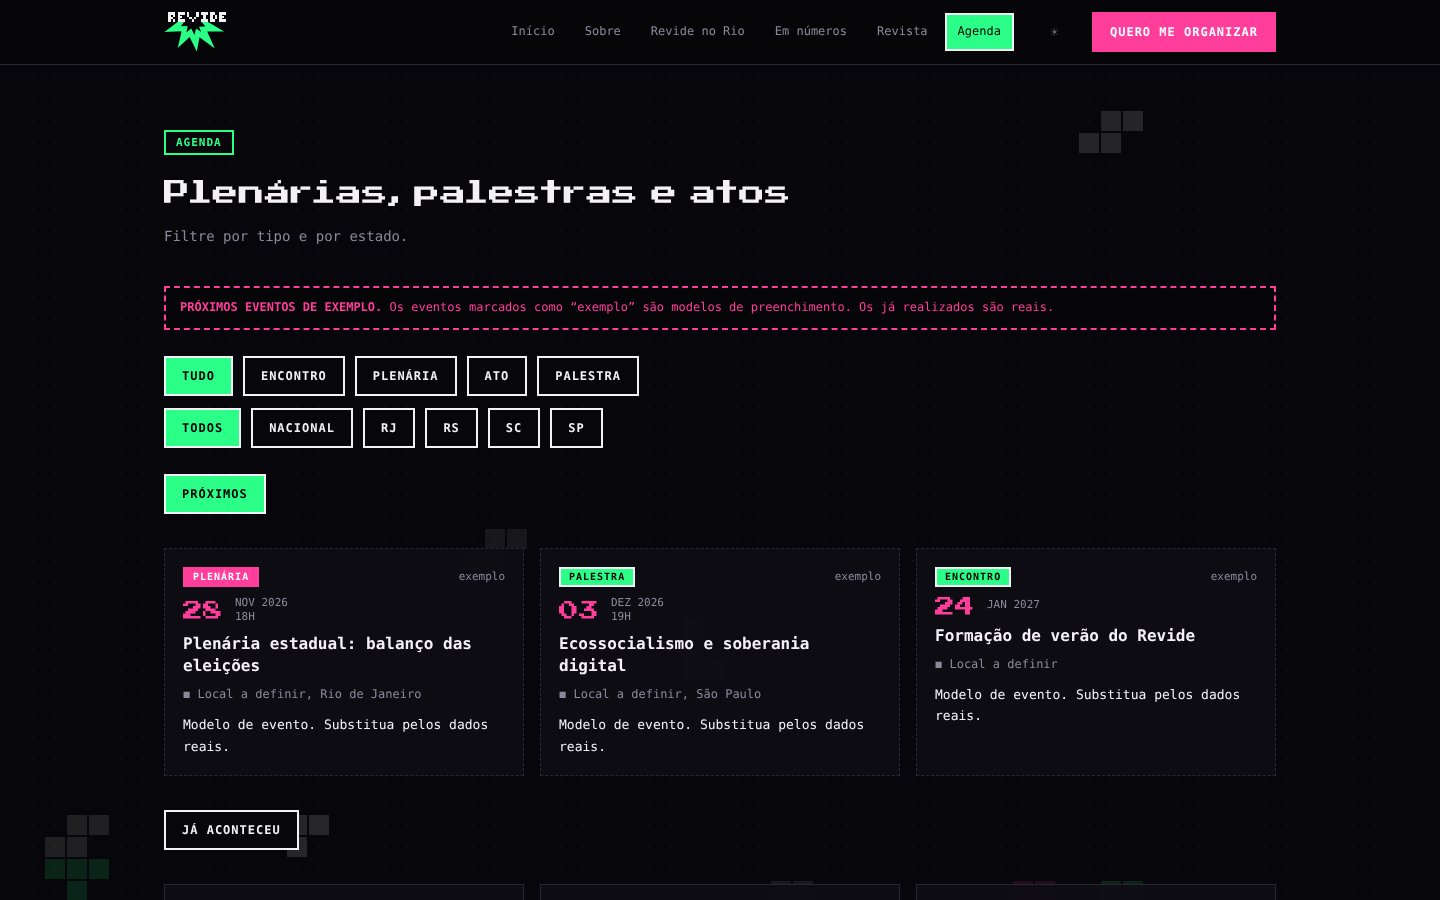 REVIDE
Início Sobre Revide no Rio Em números Revista Agenda ☀ QUERO ME ORGANIZAR
AGENDA
Plenárias, palestras e atos
Filtre por tipo e por estado.
PRÓXIMOS EVENTOS DE EXEMPLO. Os eventos marcados como “exemplo” são modelos de preenchimento. Os já realizados são reais.
TUDO ENCONTRO PLENÁRIA ATO PALESTRA
TODOS NACIONAL RJ RS SC SP
PRÓXIMOS
PLENÁRIA exemplo
28 NOV 2026
18H
Plenária estadual: balanço das
eleições
■ Local a definir, Rio de Janeiro
Modelo de evento. Substitua pelos dados
reais.
PALESTRA exemplo
03 DEZ 2026
19H
Ecossocialismo e soberania
digital
■ Local a definir, São Paulo
Modelo de evento. Substitua pelos dados
reais.
ENCONTRO exemplo
24 JAN 2027
Formação de verão do Revide
■ Local a definir
Modelo de evento. Substitua pelos dados
reais.
JÁ ACONTECEU